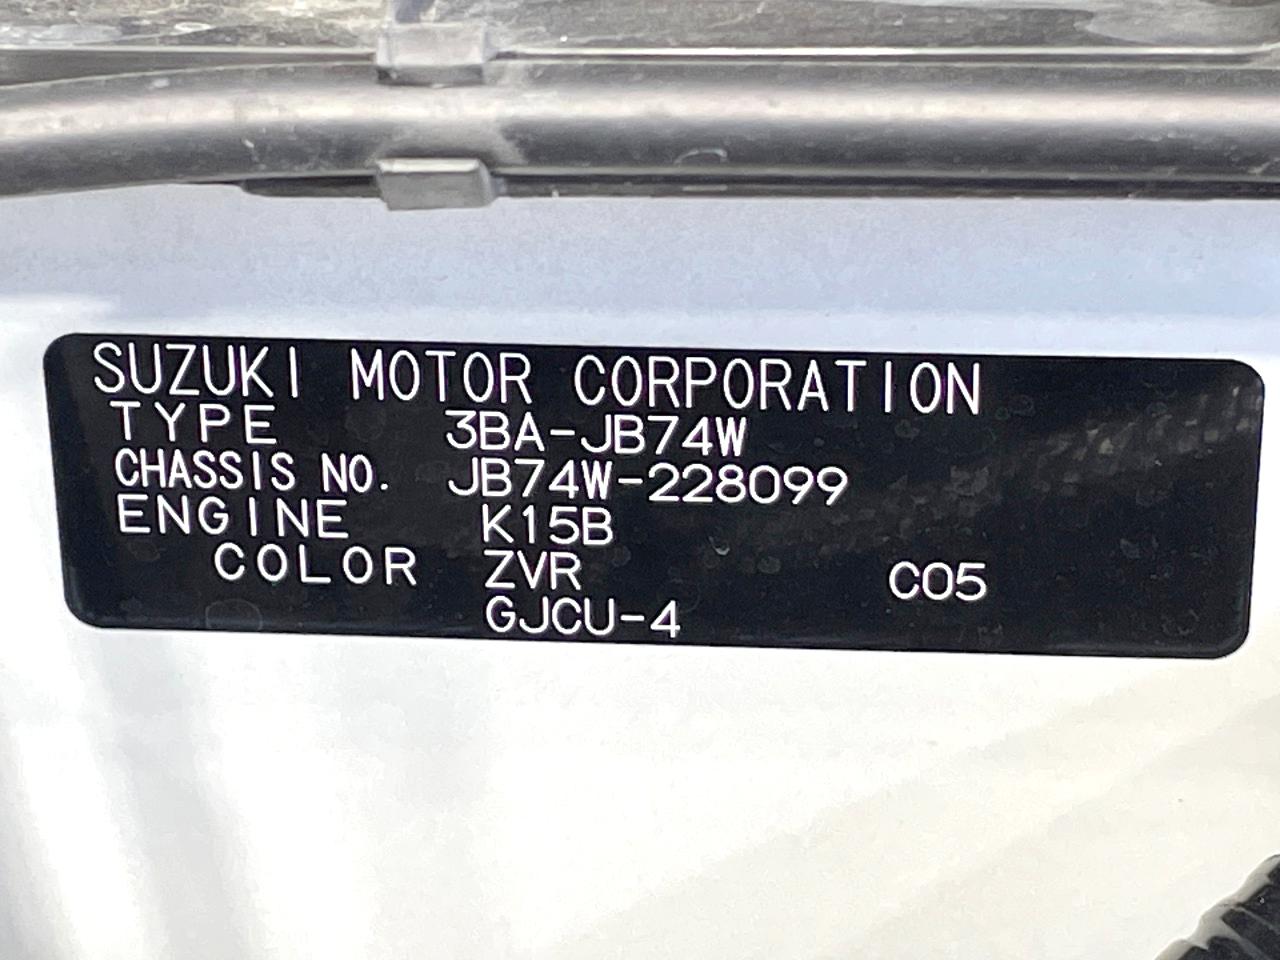 SUZUKI MOTOR CORPORATION
TYPE 3BA-JB74W
CHASSIS NO. JB74W-228099
ENGINE K15B
COLOR ZVR C05
GJCU-4